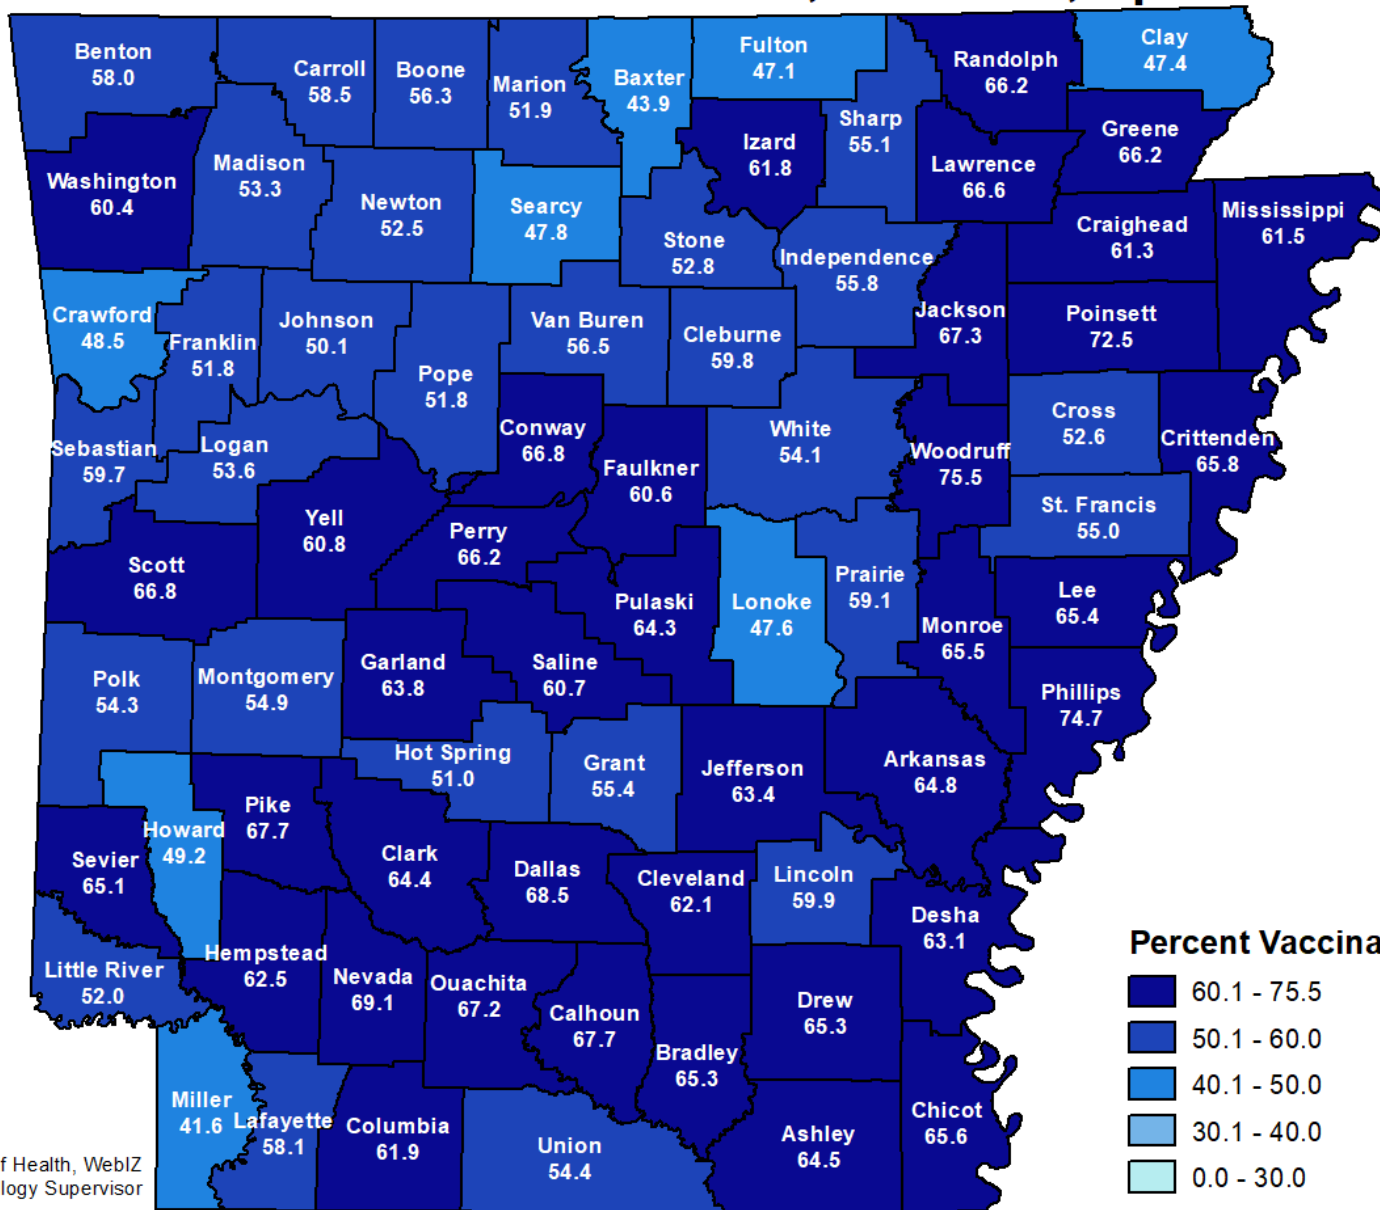 Benton
58.0
Carroll
58.5
Boone
56.3
Marion
51.9
Baxter
43.9
Fulton
47.1
Randolph
66.2
Clay
47.4
Sharp
55.1
Izard
61.8
Greene
66.2
Lawrence
66.6
Washington
60.4
Madison
53.3
Newton
52.5
Searcy
47.8
Stone
52.8
Independence
55.8
Craighead
61.3
Mississippi
61.5
Crawford
48.5
Franklin
51.8
Johnson
50.1
Pope
51.8
Van Buren
56.5
Cleburne
59.8
Jackson
67.3
Poinsett
72.5
Sebastian
59.7
Logan
53.6
Conway
66.8
Faulkner
60.6
White
54.1
Woodruff
75.5
Cross
52.6
Crittenden
65.8
St. Francis
55.0
Scott
66.8
Yell
60.8
Perry
66.2
Pulaski
64.3
Lonoke
47.6
Prairie
59.1
Monroe
65.5
Lee
65.4
Phillips
74.7
Polk
54.3
Montgomery
54.9
Garland
63.8
Saline
60.7
Hot Spring
51.0
Grant
55.4
Jefferson
63.4
Arkansas
64.8
Howard
49.2
Pike
67.7
Sevier
65.1
Clark
64.4
Dallas
68.5
Cleveland
62.1
Lincoln
59.9
Desha
63.1
Little River
52.0
Hempstead
62.5
Nevada
69.1
Ouachita
67.2
Calhoun
67.7
Bradley
65.3
Drew
65.3
Miller
41.6
Lafayette
58.1
Columbia
61.9
Union
54.4
Ashley
64.5
Chicot
65.6
Percent Vaccina
60.1 - 75.5
50.1 - 60.0
40.1 - 50.0
30.1 - 40.0
0.0 - 30.0
f Health, WebIZ
logy Supervisor